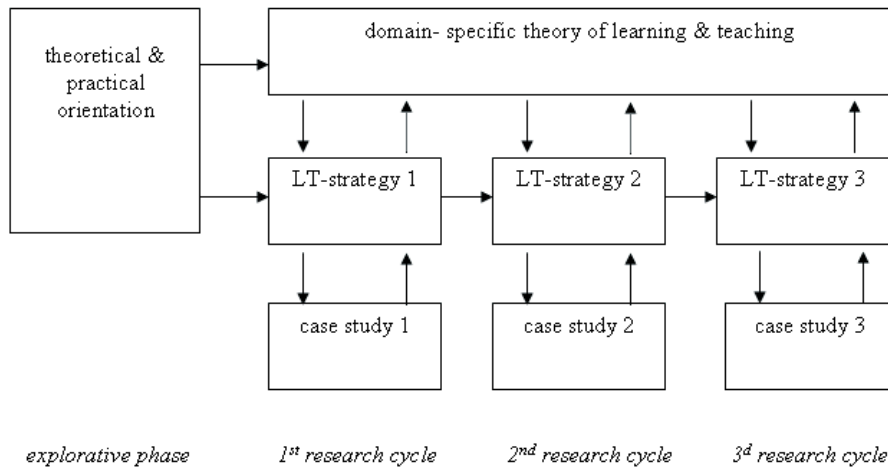 domain- specific theory of learning & teaching
theoretical &
practical
orientation
LT-strategy 1
LT-strategy 2
LT-strategy 3
case study 1
case study 2
case study 3
explorative phase
1st research cycle
2nd research cycle
3d research cycle